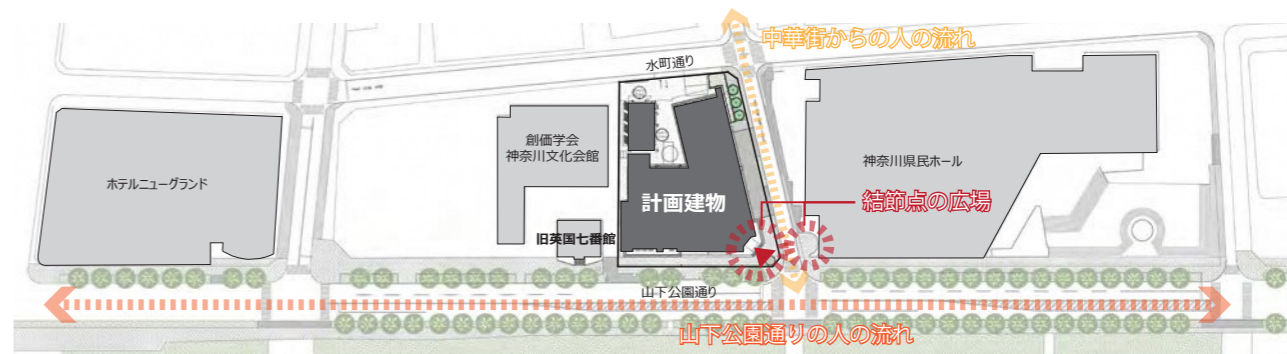 中華街からの人の流れ
水町通り
創価学会
神奈川文化会館
ホテルニューグランド
神奈川県民ホール
計画建物
結節点の広場
旧英国七番館
山下公園通り
山下公園通りの人の流れ